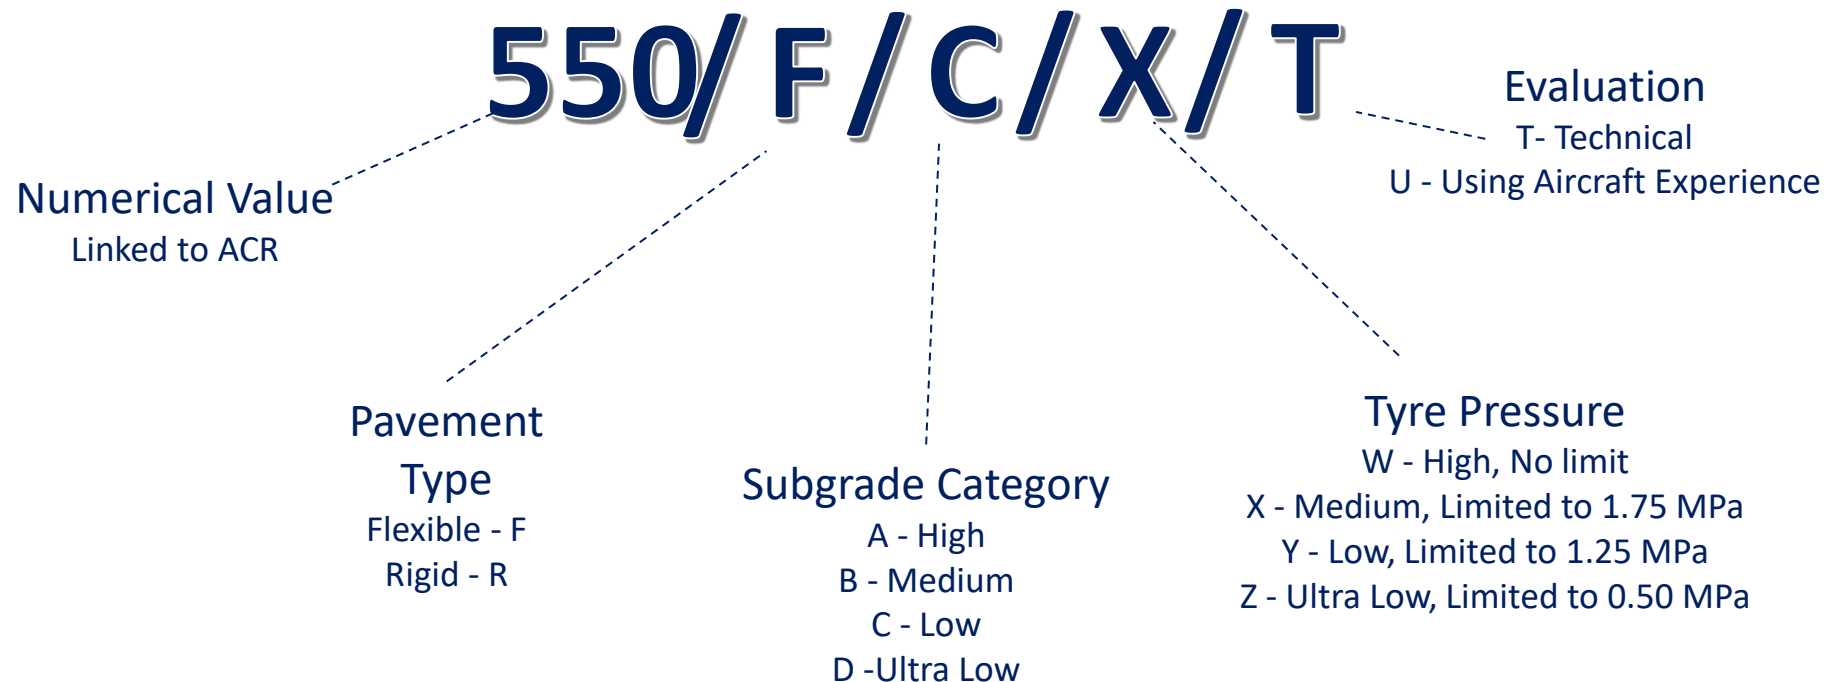 550/F/C/X/T
Numerical Value
Linked to ACR
Pavement
Type
Flexible - F
Rigid - R
Subgrade Category
A - High
B - Medium
C - Low
D -Ultra Low
Tyre Pressure
W - High, No limit
X - Medium, Limited to 1.75 MPa
Y - Low, Limited to 1.25 MPa
Z - Ultra Low, Limited to 0.50 MPa
Evaluation
T- Technical
U - Using Aircraft Experience